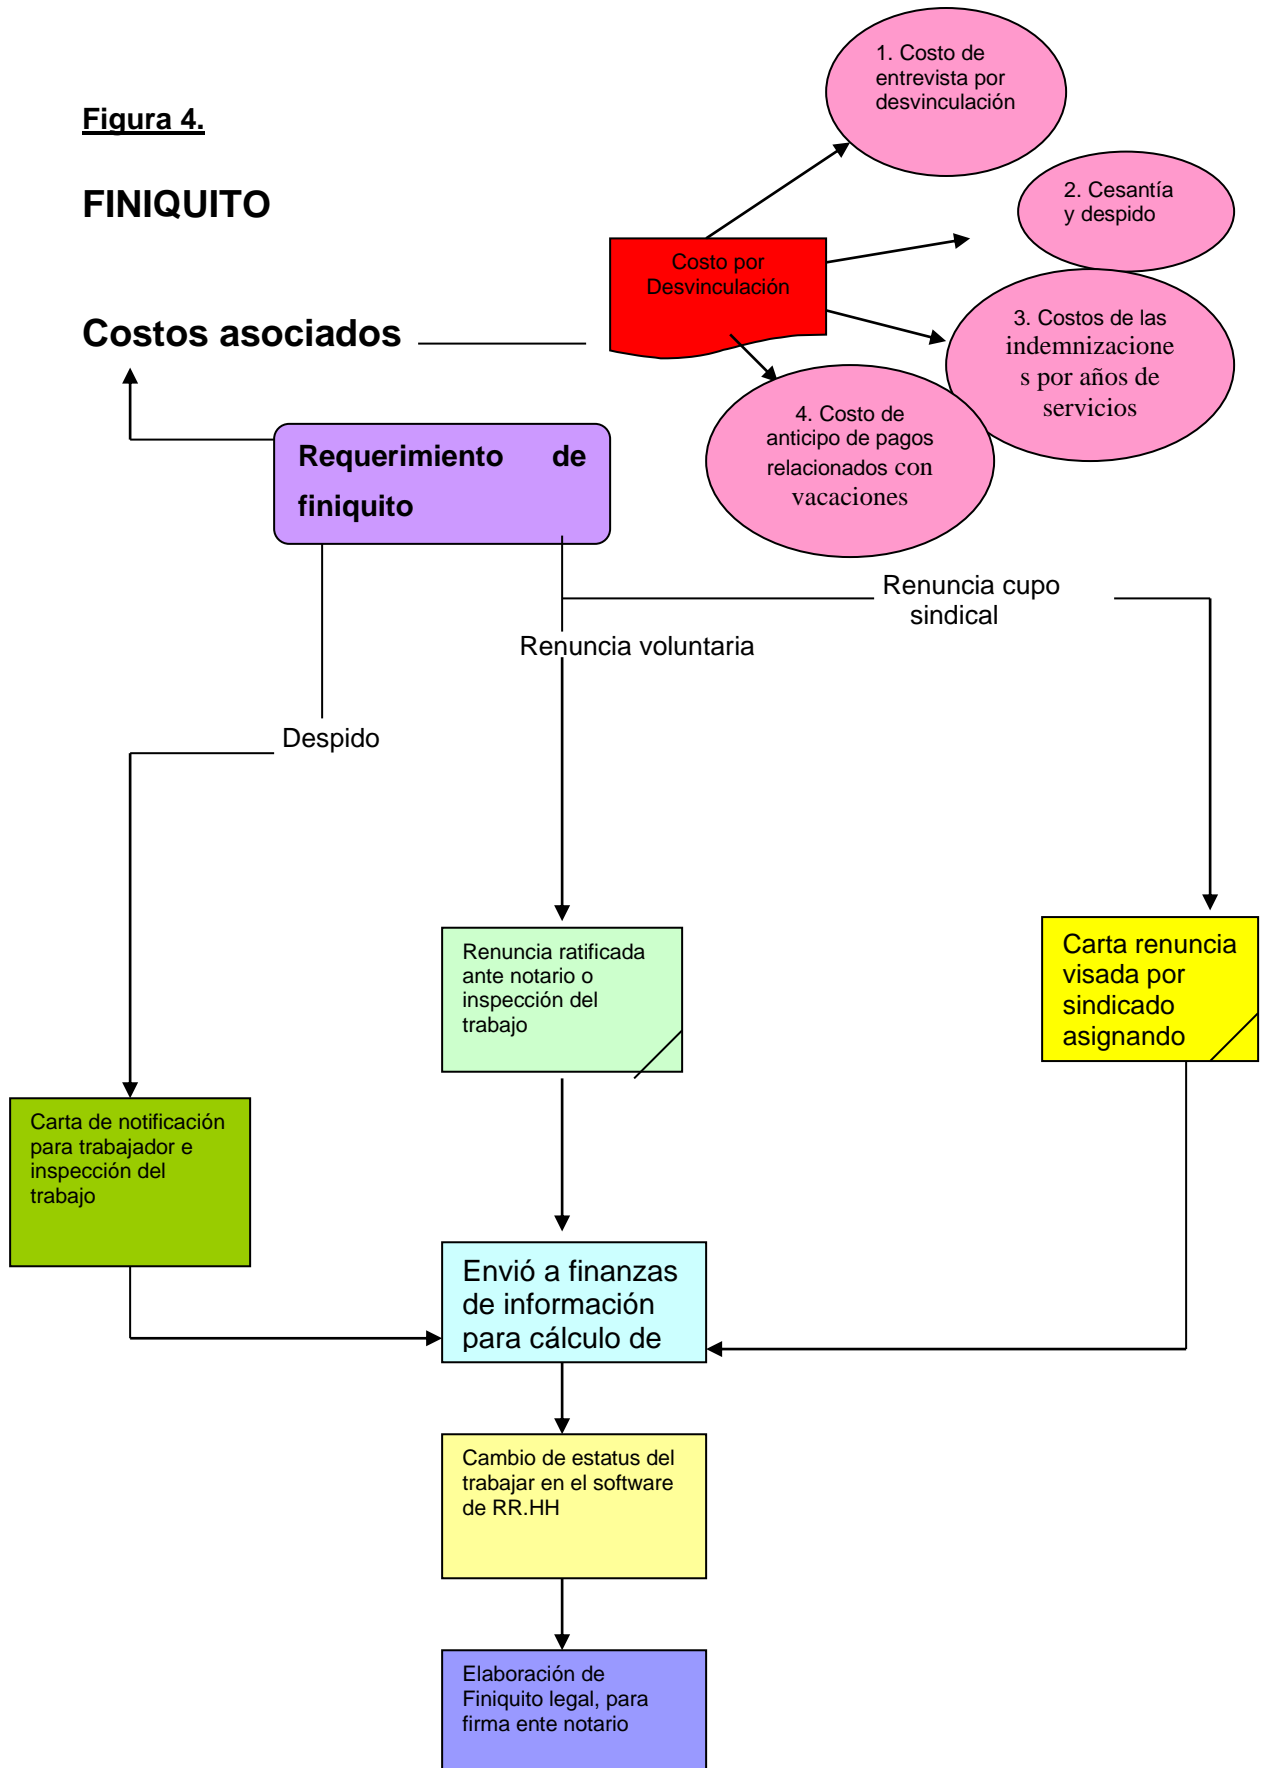 Figura 4.
FINIQUITO
1. Costo de
entrevista por
desvinculación
2. Cesantía
y despido
Costo por
Desvinculación
Costos asociados
3. Costos de las
indemnizacione
s por años de
servicios
4. Costo de
anticipo de pagos
relacionados con
vacaciones
Requerimiento de
finiquito
Renuncia cupo
sindical
Renuncia voluntaria
Despido
Renuncia ratificada
ante notario o
inspección del
trabajo
Carta renuncia
visada por
sindicado
asignando
Carta de notificación
para trabajador e
inspección del
trabajo
Envió a finanzas
de información
para cálculo de
Cambio de estatus del
trabajar en el software
de RR.HH
Elaboración de
Finiquito legal, para
firma ente notario